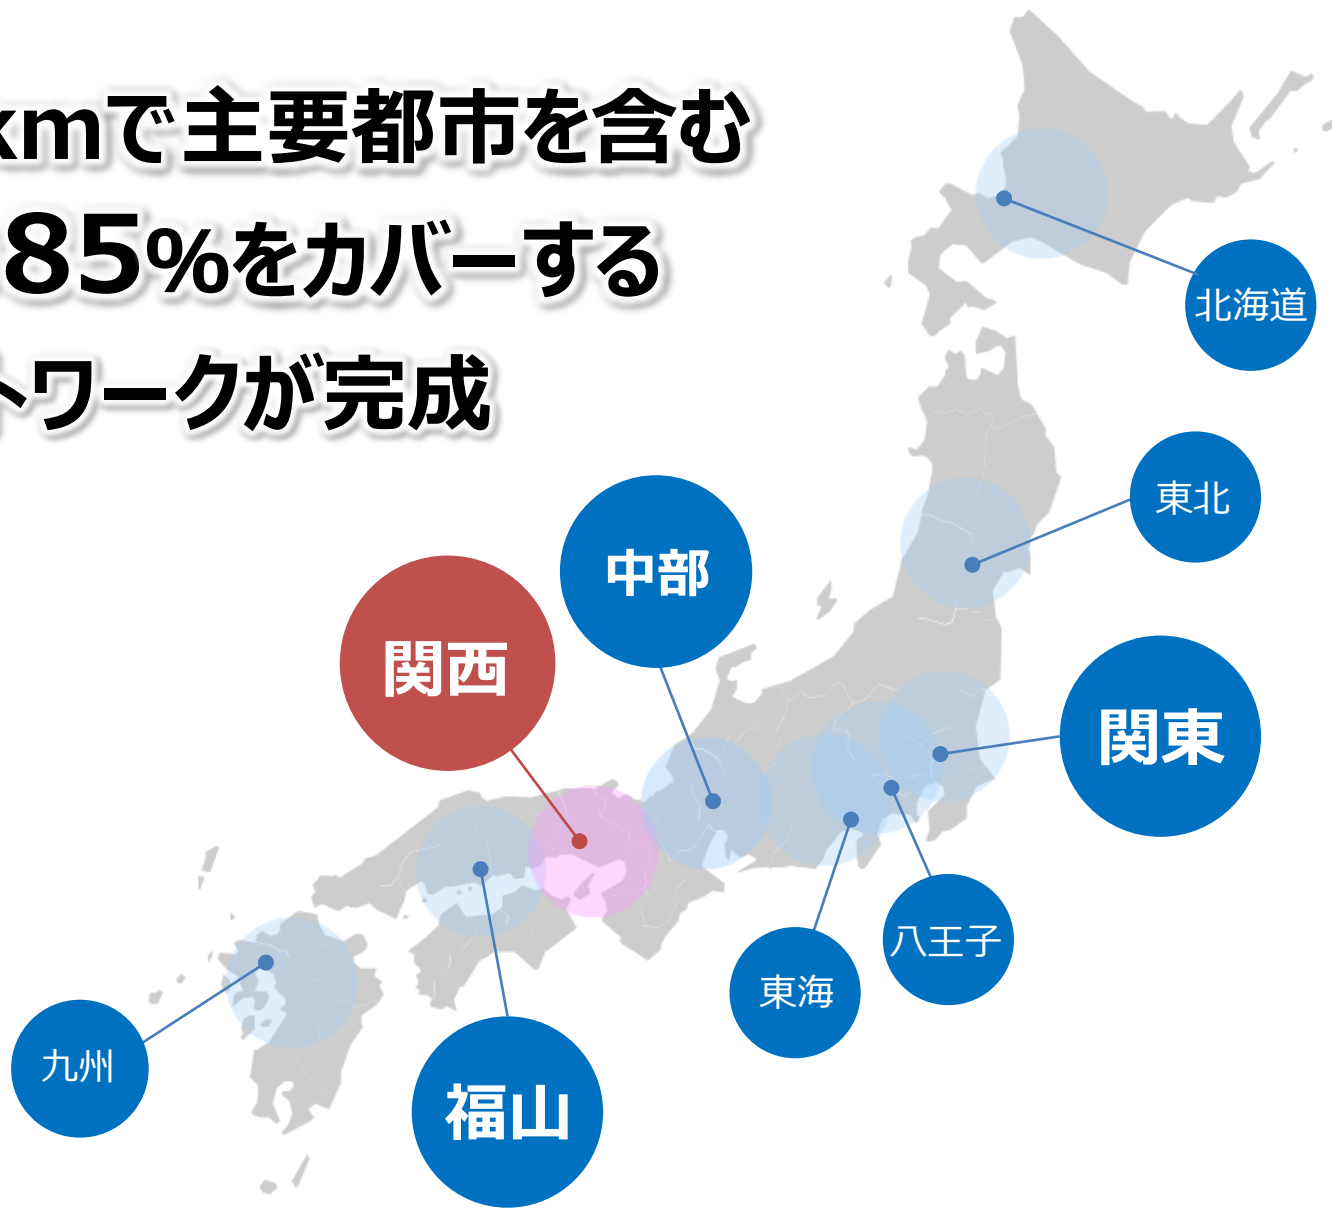 kmで主要都市を含む
85%をカバーする
トワークが完成
北海道
東北
中部
関西
関東
八王子
東海
九州
福山